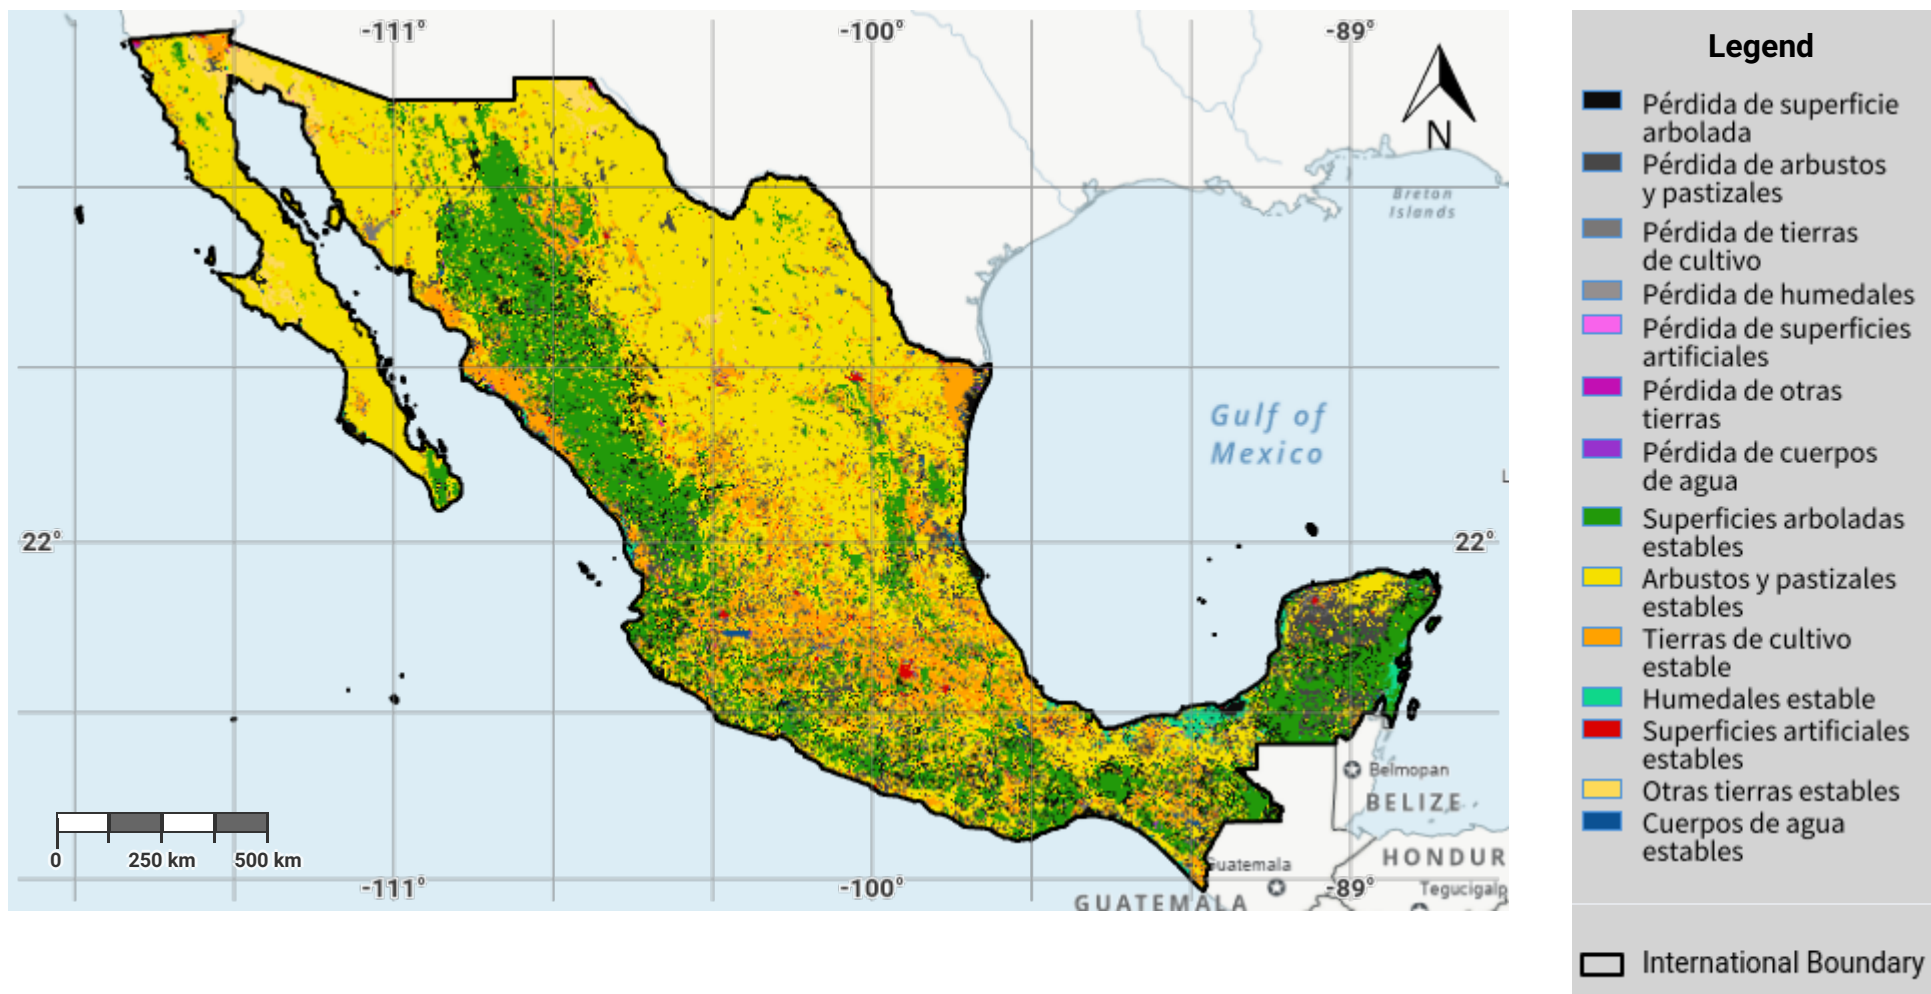 -111°
-100°
-89°
N
Breton
Islands
Gulf of
Mexico
L
22°
22°
Belmopan
BELIZE
0
250 km
500 km
Guatemala
HONDUR
-111°
-100°
-89°
Tegucigalp
GUATEMALA
Legend
Pérdida de superficie
arbolada
Pérdida de arbustos
y pastizales
Pérdida de tierras
de cultivo
Pérdida de humedales
Pérdida de superficies
artificiales
Pérdida de otras
tierras
Pérdida de cuerpos
de agua
Superficies arboladas
estables
Arbustos y pastizales
estables
Tierras de cultivo
estable
Humedales estable
Superficies artificiales
estables
Otras tierras estables
Cuerpos de agua
estables
International Boundary